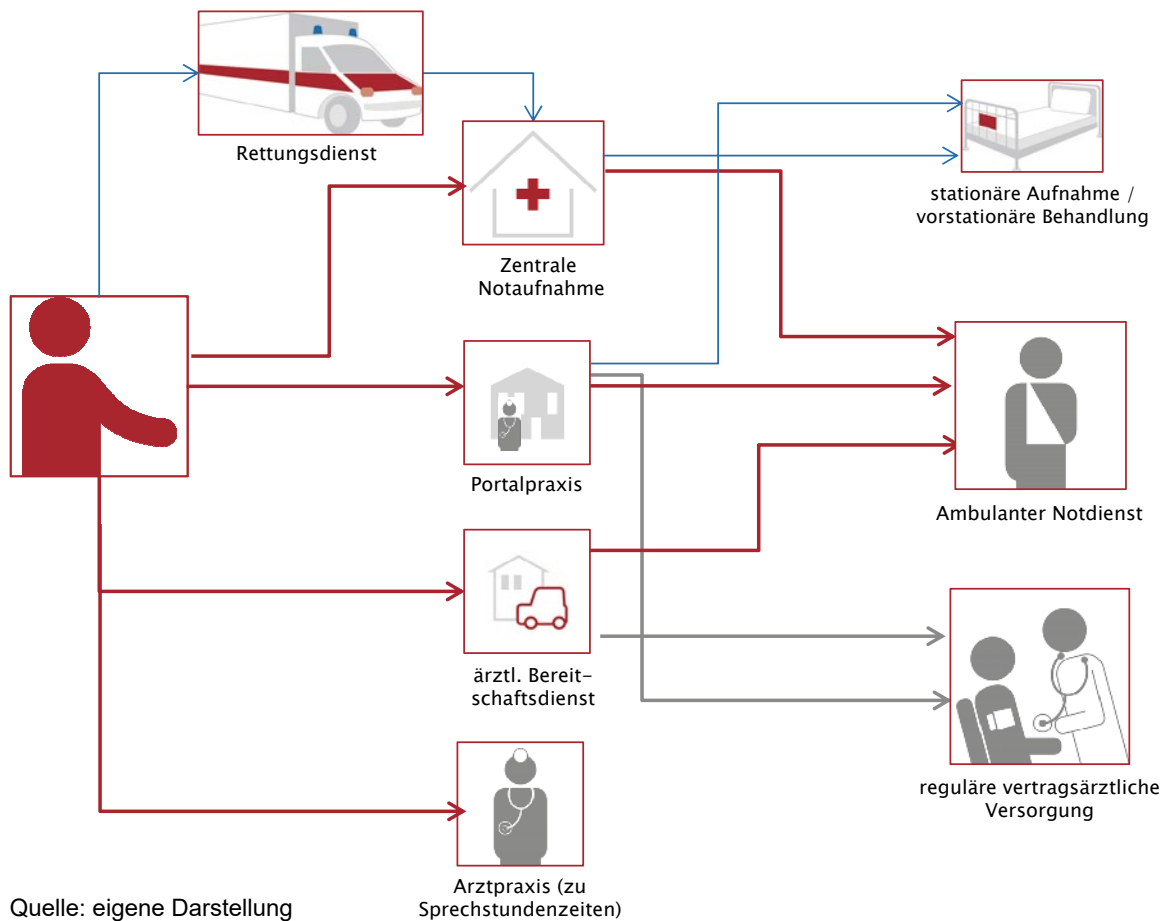 Rettungsdienst
Zentrale
Notaufnahme
stationäre Aufnahme /
vorstationäre Behandlung
Portalpraxis
Ambulanter Notdienst
ärztl. Bereit-
schaftsdienst
reguläre vertragsärztliche
Versorgung
Arztpraxis (zu
Sprechstundenzeiten)
Quelle: eigene Darstellung